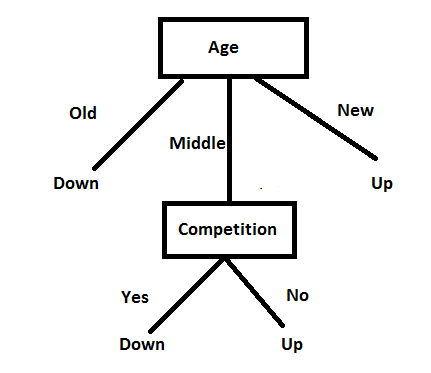 Age
Old
New
Middle
Down
Up
Competition
Yes
No
Down
Up